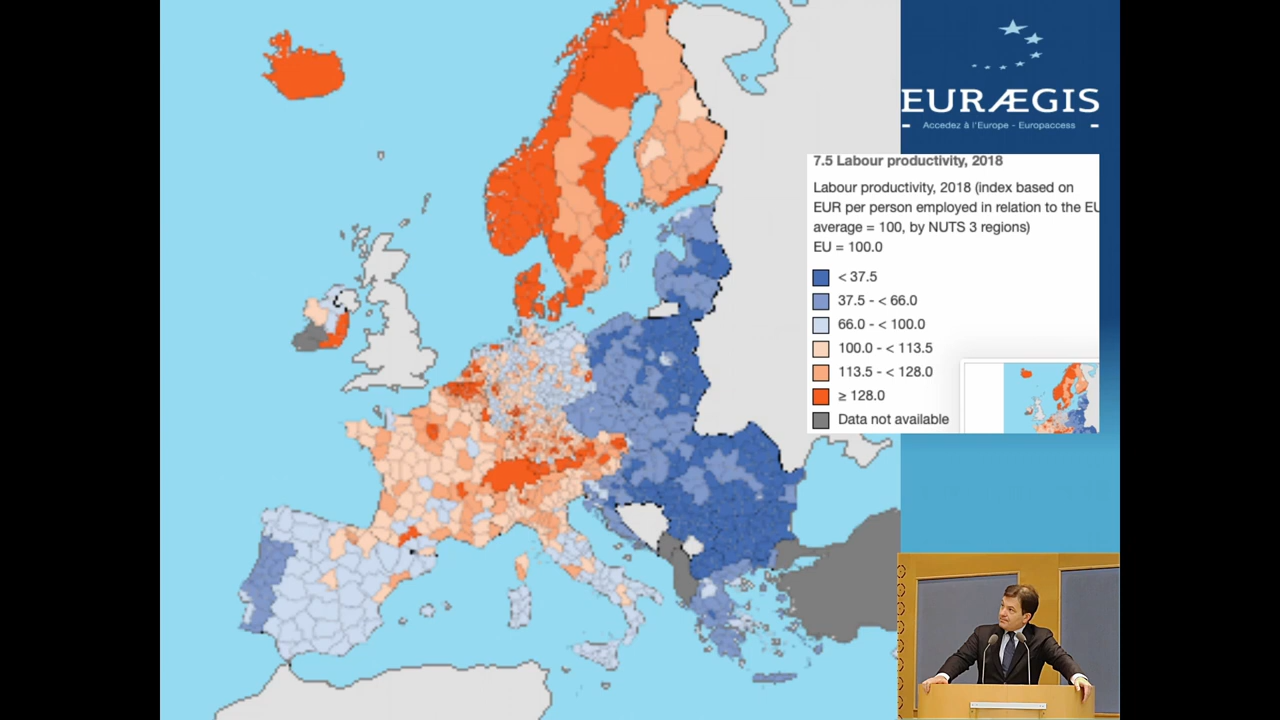 EURÆGIS
Accedez à l'Europe - Europaccess
7.5 Labour productivity, 2018
Labour productivity, 2018 (index based on
EUR per person employed in relation to the EU
average = 100, by NUTS 3 regions)
EU = 100.0
< 37.5
37.5 - < 66.0
66.0 - < 100.0
100.0 - < 113.5
113.5 - < 128.0
≥ 128.0
Data not available